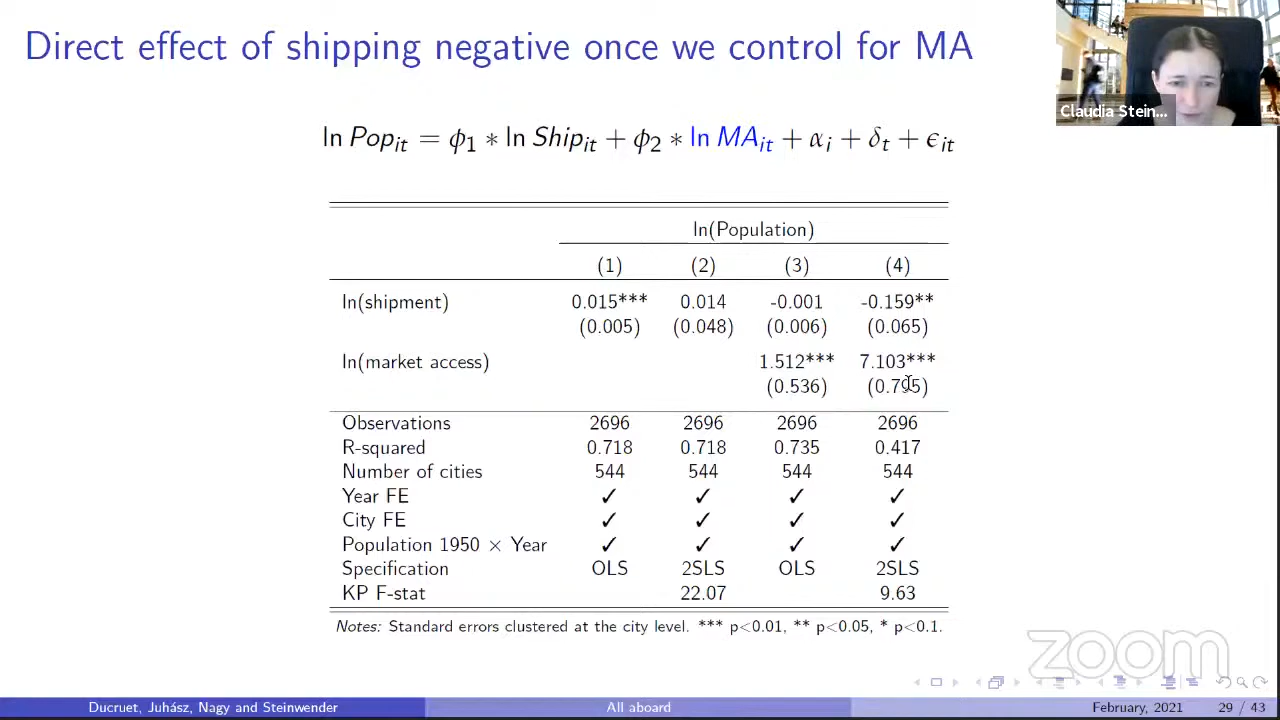 Direct effect of shipping negative once we control for MA
Claudia Stein...
ln Pop_it = ϕ₁ ∗ ln Ship_it + ϕ₂ ∗ ln MA_it + α_i + δ_t + ϵ_it
ln(Population)
(1) (2) (3) (4)
ln(shipment) 0.015*** 0.014 -0.001 -0.159**
(0.005) (0.048) (0.006) (0.065)
ln(market access) 1.512*** 7.103***
(0.536)
Observations 2696 2696 2696 2696
R-squared 0.718 0.718 0.735 0.417
Number of cities 544 544 544 544
Year FE ✓ ✓ ✓ ✓
City FE ✓ ✓ ✓ ✓
Population 1950 × Year ✓ ✓ ✓ ✓
Specification OLS 2SLS OLS 2SLS
KP F-stat 22.07 9.63
Notes: Standard errors clustered at the city level. *** p<0.01, ** p<0.05, * p<0.1.
zoom
Ducruet, Juhász, Nagy and Steinwender All aboard February, 2021 29 / 43